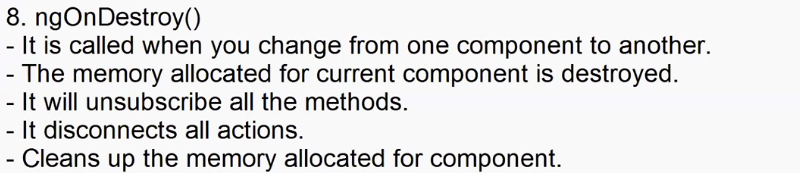 8. ngOnDestroy()
- It is called when you change from one component to another.
- The memory allocated for current component is destroyed.
- It will unsubscribe all the methods.
- It disconnects all actions.
- Cleans up the memory allocated for component.